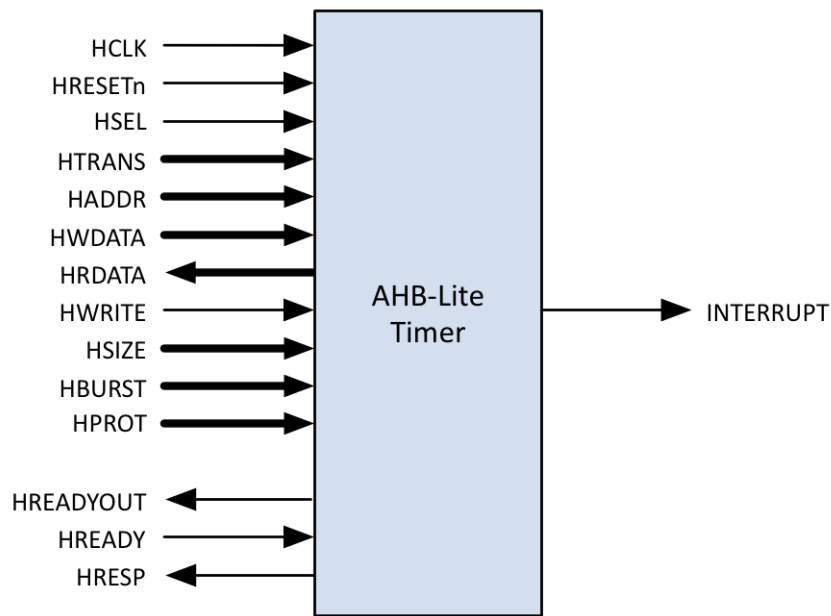 HCLK
HRESETn
HSEL
HTRANS
HADDR
HWDATA
HRDATA
HWRITE
HSIZE
HBURST
HPROT
HREADYOUT
HREADY
HRESP
AHB-Lite
Timer
INTERRUPT